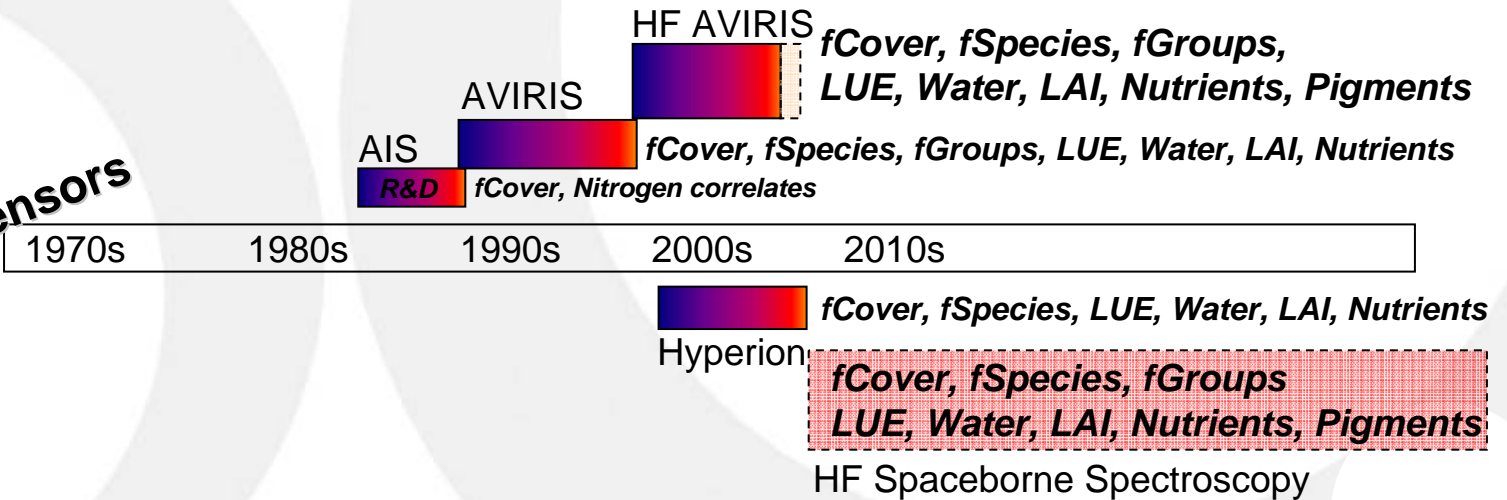 HF AVIRIS
fCover, fSpecies, fGroups,
LUE, Water, LAI, Nutrients, Pigments
AVIRIS
fCover, fSpecies, fGroups, LUE, Water, LAI, Nutrients
AIS
R&D
fCover, Nitrogen correlates
ensors
1970s 1980s 1990s 2000s 2010s
fCover, fSpecies, LUE, Water, LAI, Nutrients
Hyperion
fCover, fSpecies, fGroups
LUE, Water, LAI, Nutrients, Pigments
HF Spaceborne Spectroscopy